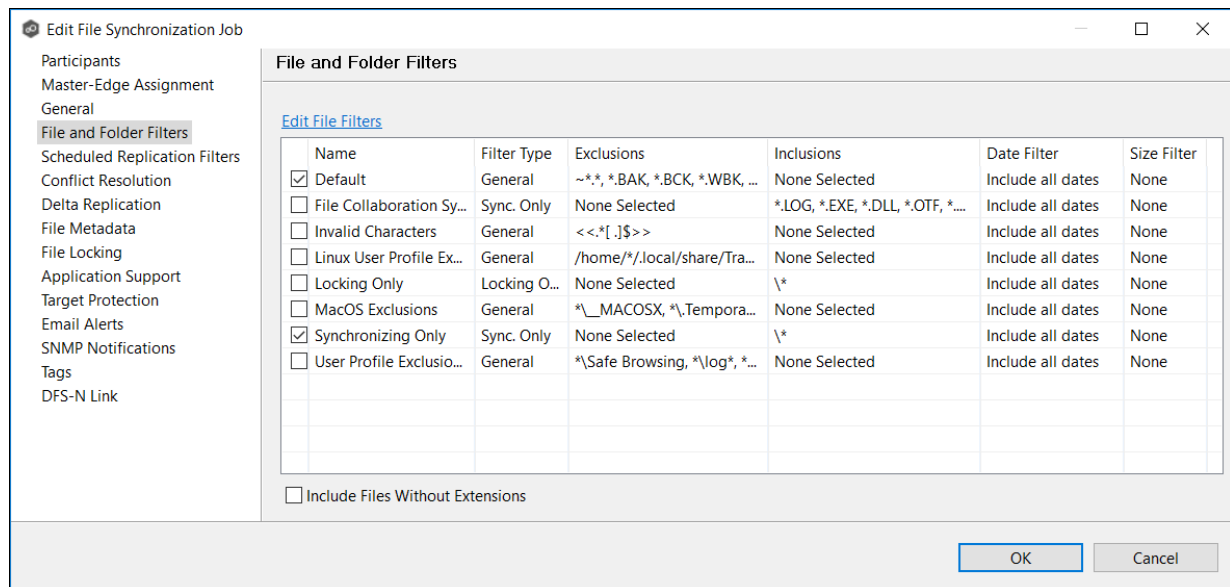 Edit File Synchronization Job
Participants
Master-Edge Assignment
General
File and Folder Filters
Scheduled Replication Filters
Conflict Resolution
Delta Replication
File Metadata
File Locking
Application Support
Target Protection
Email Alerts
SNMP Notifications
Tags
DFS-N Link
File and Folder Filters
Edit File Filters
Name Filter Type Exclusions Inclusions Date Filter Size Filter
Default General ~*.*, *.BAK, *.BCK, *.WBK, ... None Selected Include all dates None
File Collaboration Sy... Sync. Only None Selected *.LOG, *.EXE, *.DLL, *.OTF, *.... Include all dates None
Invalid Characters General <<.*[ .]$>> None Selected Include all dates None
Linux User Profile Ex... General /home/*/.local/share/Tra... None Selected Include all dates None
Locking Only Locking O... None Selected \* Include all dates None
MacOS Exclusions General *\__MACOSX, *\.Tempora... None Selected Include all dates None
Synchronizing Only Sync. Only None Selected \* Include all dates None
User Profile Exclusio... General *\Safe Browsing, *\log*, *... None Selected Include all dates None
Include Files Without Extensions
OK Cancel